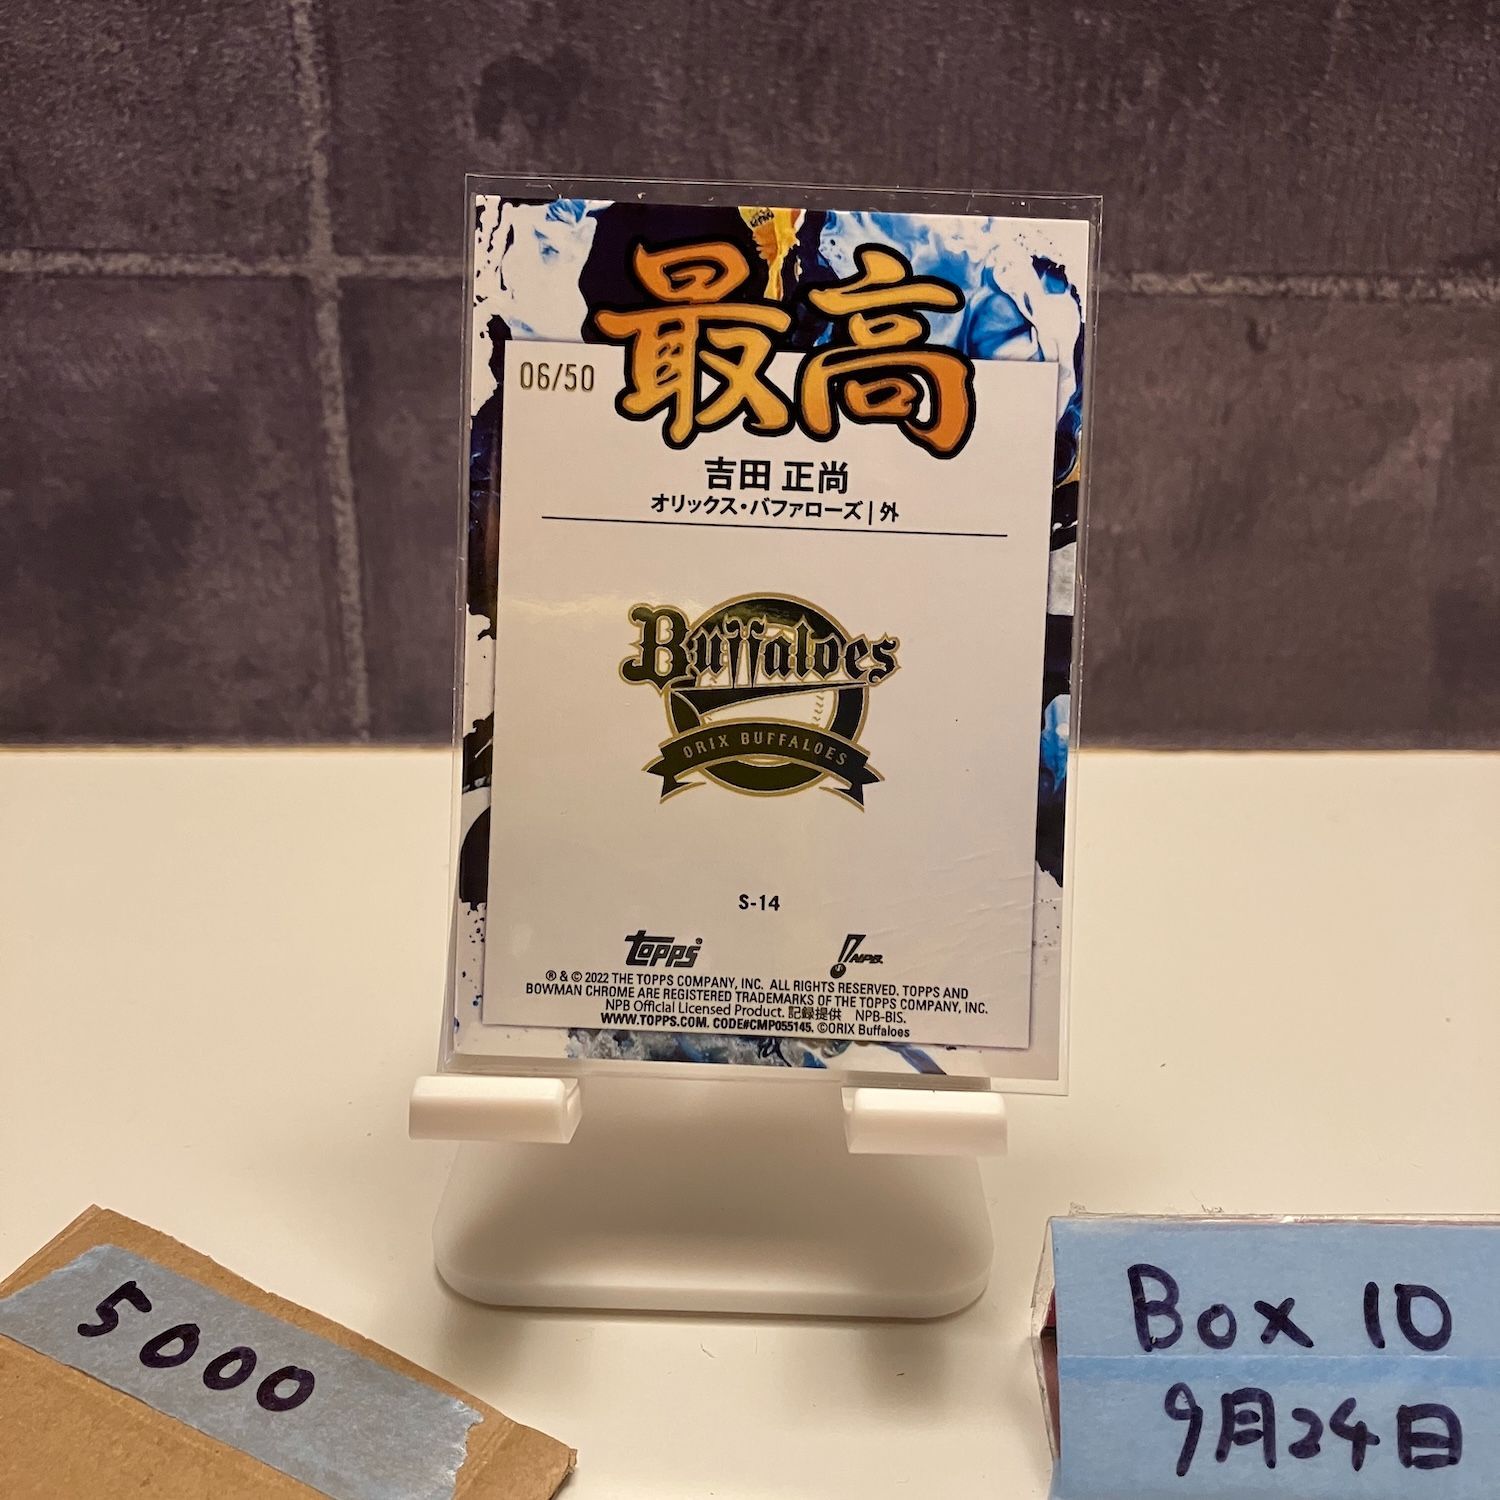 最高
06/50
吉田 正尚
オリックス・バファローズ | 外
Buffaloes
ORIX BUFFALOES
S-14
Topps® NPB
® & © 2022 THE TOPPS COMPANY, INC. ALL RIGHTS RESERVED. TOPPS AND
BOWMAN CHROME ARE REGISTERED TRADEMARKS OF THE TOPPS COMPANY, INC.
NPB Official Licensed Product. 記録提供 NPB-BIS.
WWW.TOPPS.COM. CODE#CMP055145. ©ORIX Buffaloes
5000
Box 10
9月24日